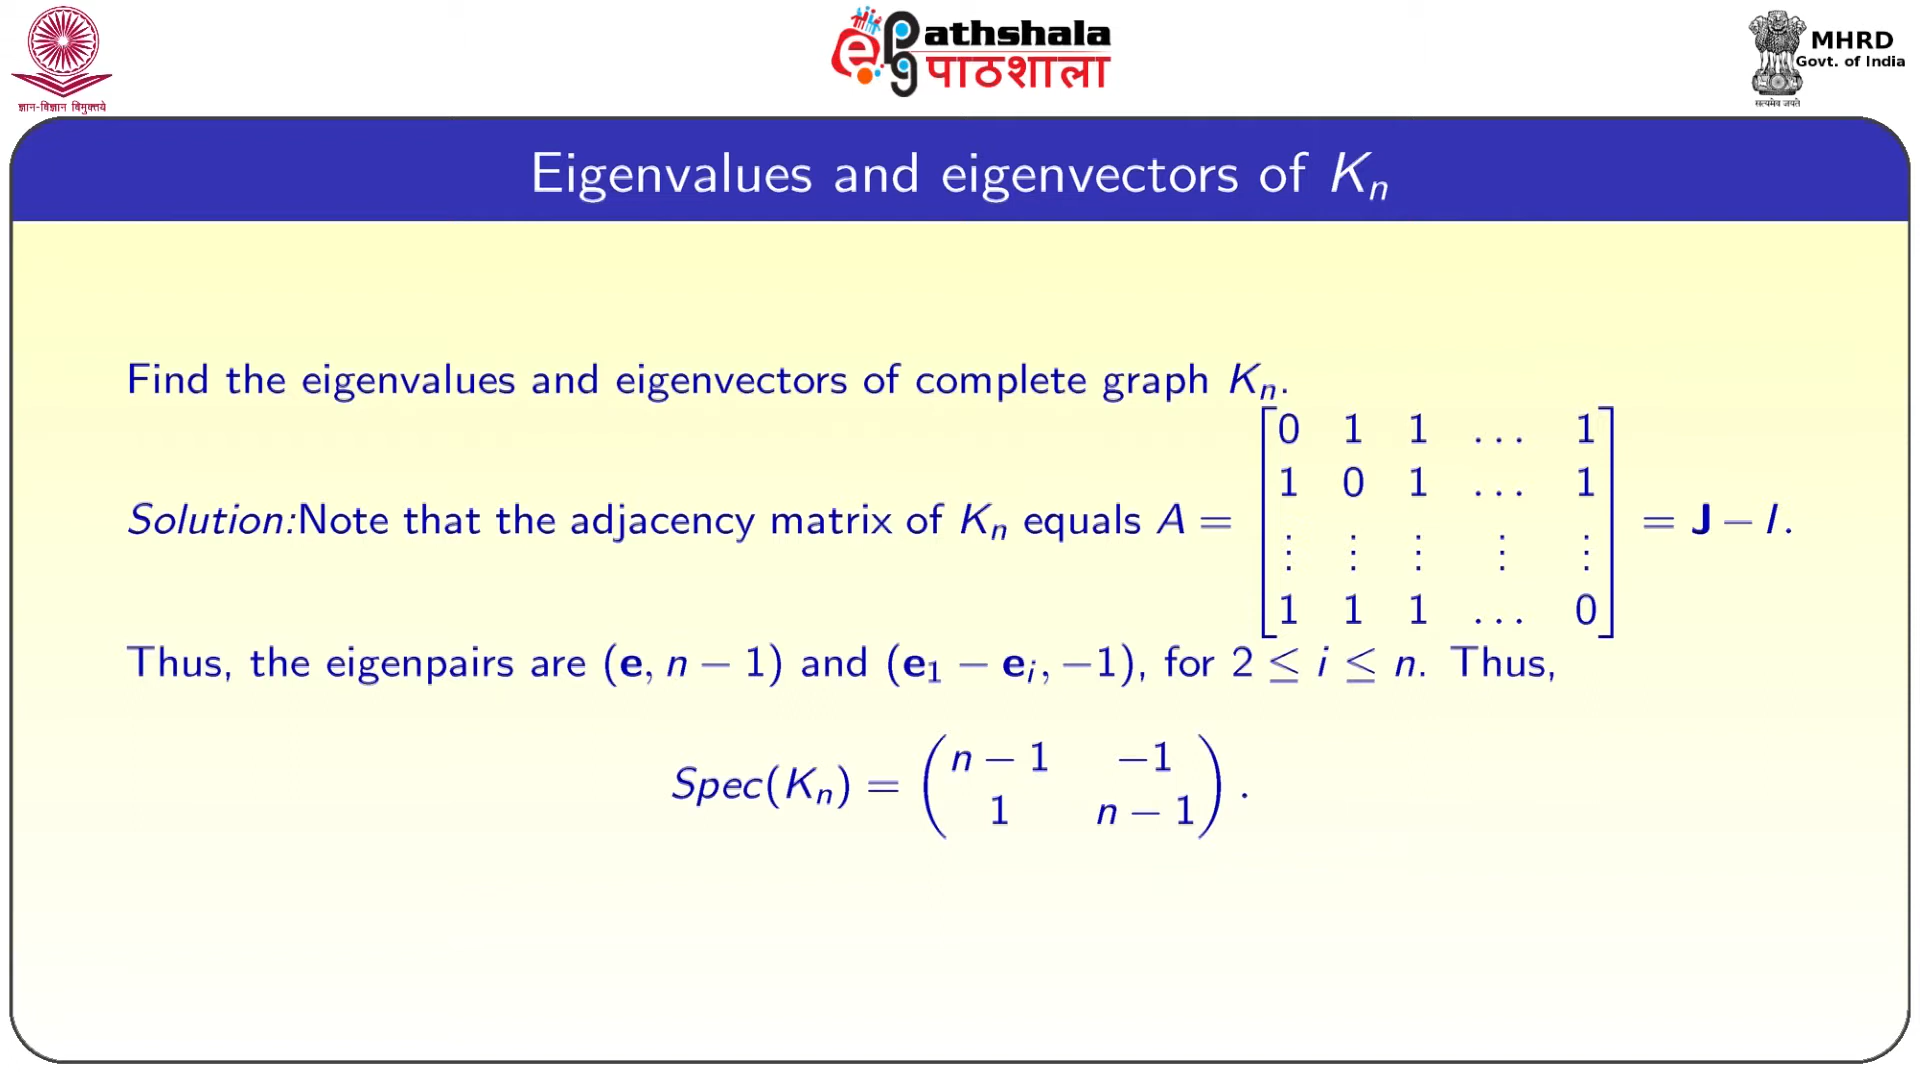 ज्ञान-विज्ञान विमुक्तये
ePG athshala
पाठशाला
MHRD
Govt. of India
सत्यमेव जयते
Eigenvalues and eigenvectors of Kₙ
Find the eigenvalues and eigenvectors of complete graph Kₙ.
0 1 1 ... 1
1 0 1 ... 1
Solution:Note that the adjacency matrix of Kₙ equals A = = J − I.
⋮ ⋮ ⋮ ⋮ ⋮
1 1 1 ... 0
Thus, the eigenpairs are (e, n − 1) and (e₁ − eᵢ, −1), for 2 ≤ i ≤ n. Thus,
Spec(Kₙ) = ( n − 1 −1
1 n − 1 ) .